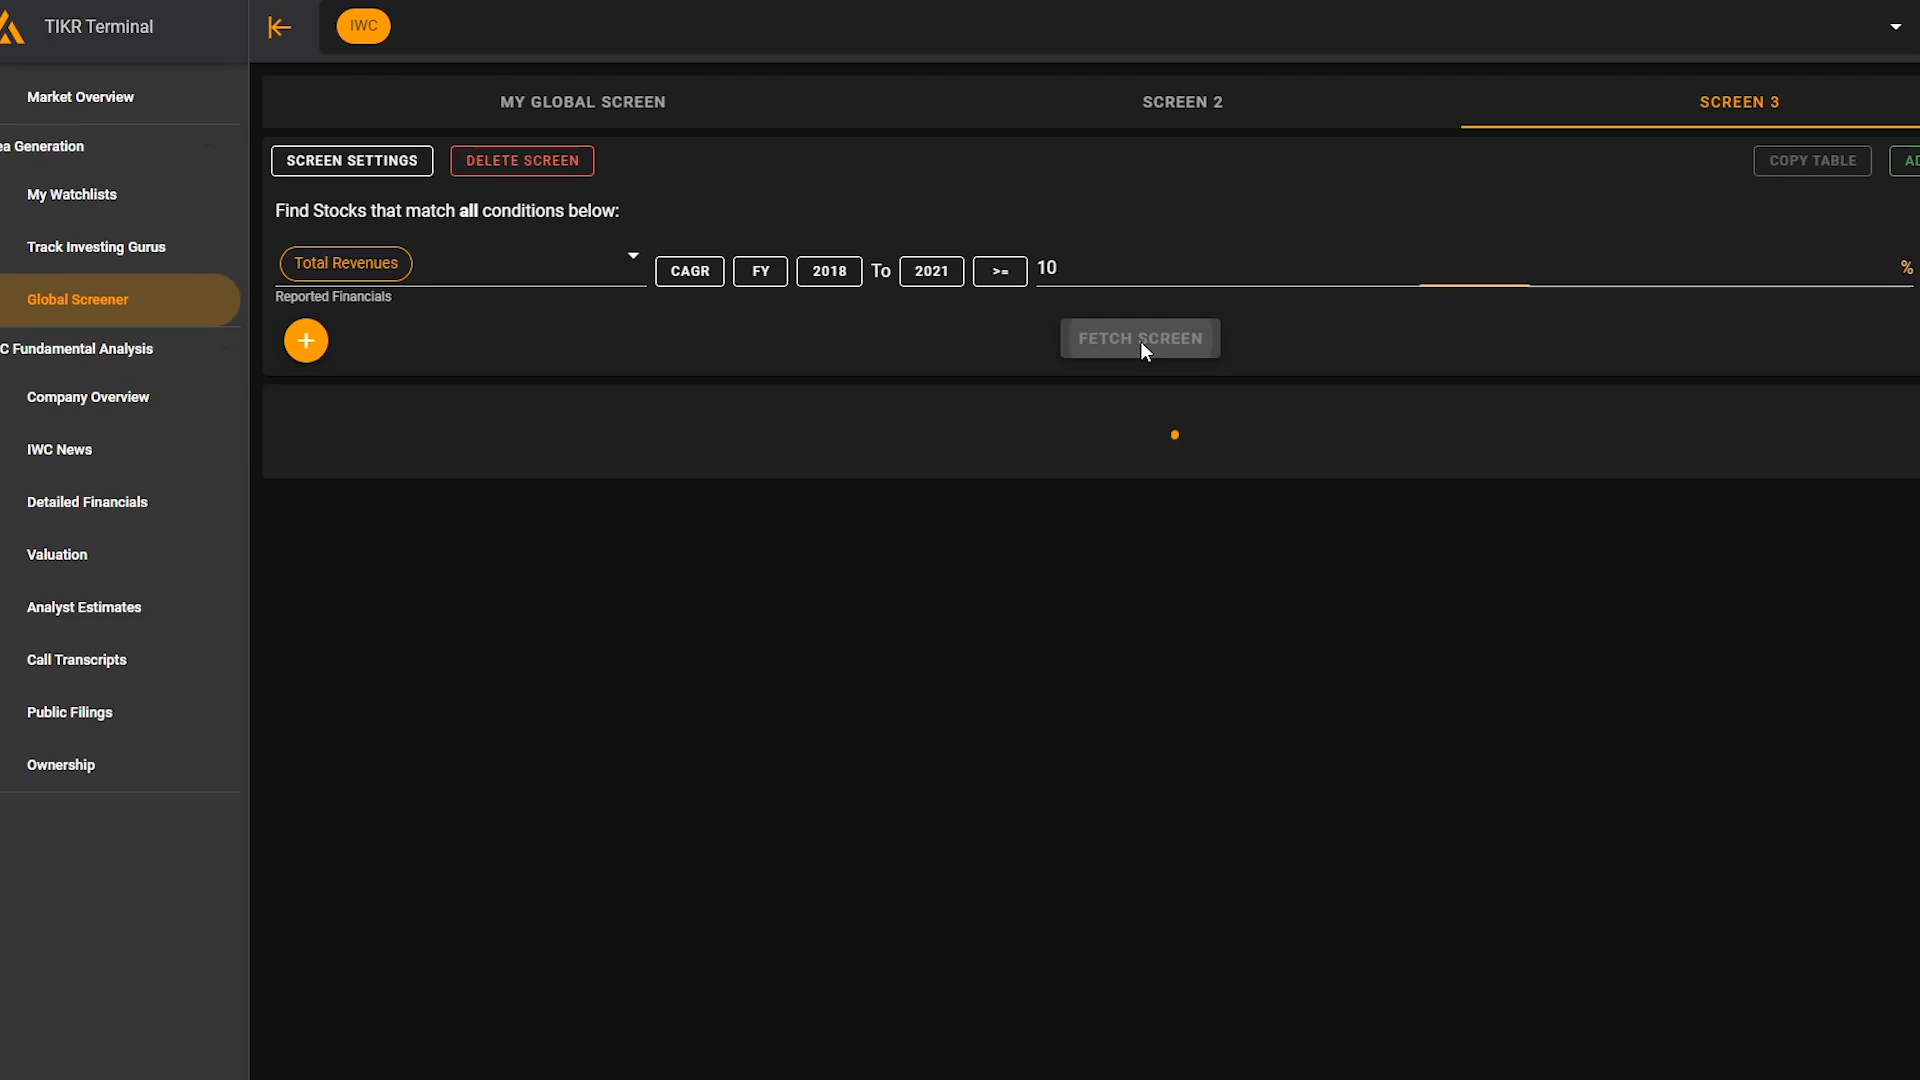 TIKR Terminal
IWC
Market Overview
ea Generation
My Watchlists
Track Investing Gurus
Global Screener
C Fundamental Analysis
Company Overview
IWC News
Detailed Financials
Valuation
Analyst Estimates
Call Transcripts
Public Filings
Ownership
MY GLOBAL SCREEN
SCREEN 2
SCREEN 3
SCREEN SETTINGS
DELETE SCREEN
COPY TABLE
AD
Find Stocks that match all conditions below:
Total Revenues
CAGR
FY
2018
To
2021
>=
10
%
Reported Financials
+
FETCH SCREEN